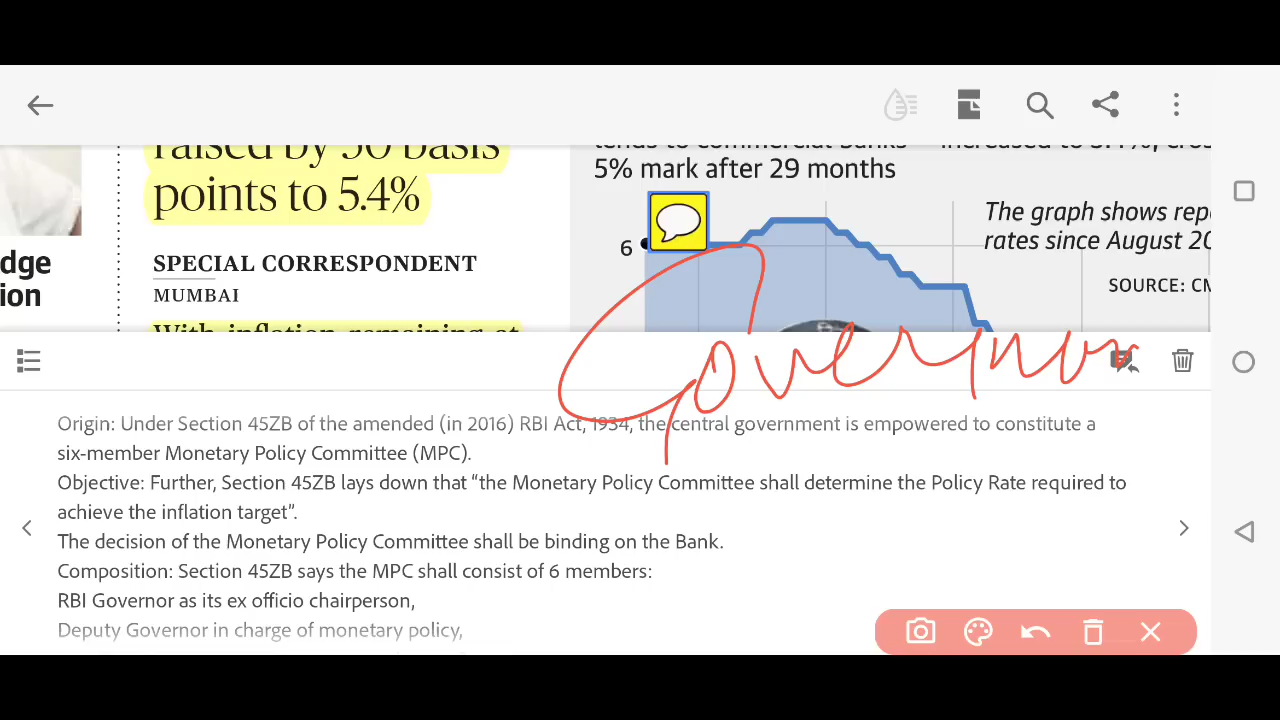 raised by 50 basis
points to 5.4%
SPECIAL CORRESPONDENT
MUMBAI
With inflation remaining at
dge
ion
5% mark after 29 months
The graph shows
rates since August
SOURCE:
6
Governor
Origin: Under Section 45ZB of the amended (in 2016) RBI Act, 1934, the central government is empowered to constitute a
six-member Monetary Policy Committee (MPC).
Objective: Further, Section 45ZB lays down that “the Monetary Policy Committee shall determine the Policy Rate required to
achieve the inflation target”.
The decision of the Monetary Policy Committee shall be binding on the Bank.
Composition: Section 45ZB says the MPC shall consist of 6 members:
RBI Governor as its ex officio chairperson,
Deputy Governor in charge of monetary policy,